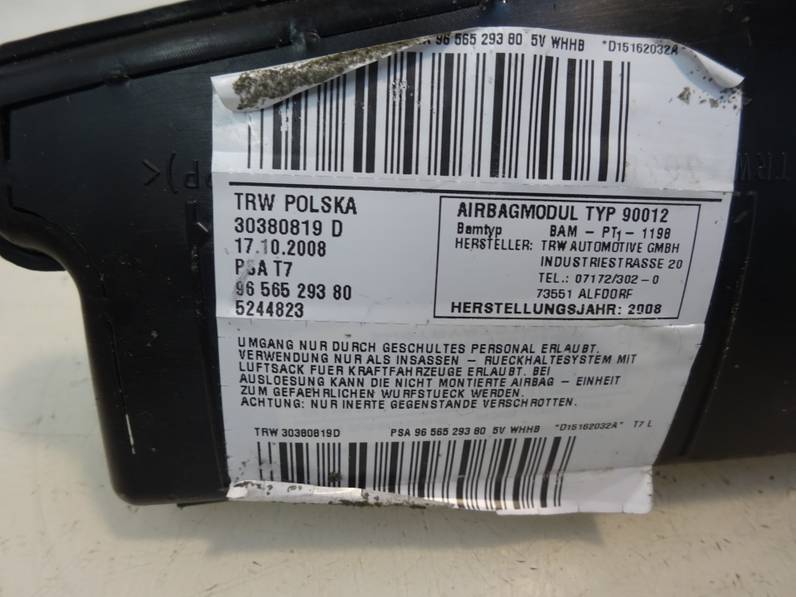 96 565 293 80 5V WHHB *D15162032A*
TRW POLSKA
30380819 D
17.10.2008
PSA T7
96 565 293 80
5244823
AIRBAGMODUL TYP 90012
Bamtyp BAM - PT1- 1198
HERSTELLER: TRW AUTOMOTIVE GMBH
INDUSTRIESTRASSE 20
TEL.: 07172/302-0
73551 ALFDORF
HERSTELLUNGSJAHR: 2008
UMGANG NUR DURCH GESCHULTES PERSONAL ERLAUBT.
VERWENDUNG NUR ALS INSASSEN - RUECKHALTESYSTEM MIT
LUFTSACK FUER KRAFTFAHRZEUGE ERLAUBT. BEI
AUSLOESUNG KANN DIE NICHT MONTIERTE AIRBAG - EINHEIT
ZUM GEFAEHRLICHEN WURFSTUECK WERDEN.
ACHTUNG: NUR INERTE GEGENSTANDE VERSCHROTTEN.
TRW 30380819D PSA 96 565 293 80 5V WHHB *D15162032A* T7 L